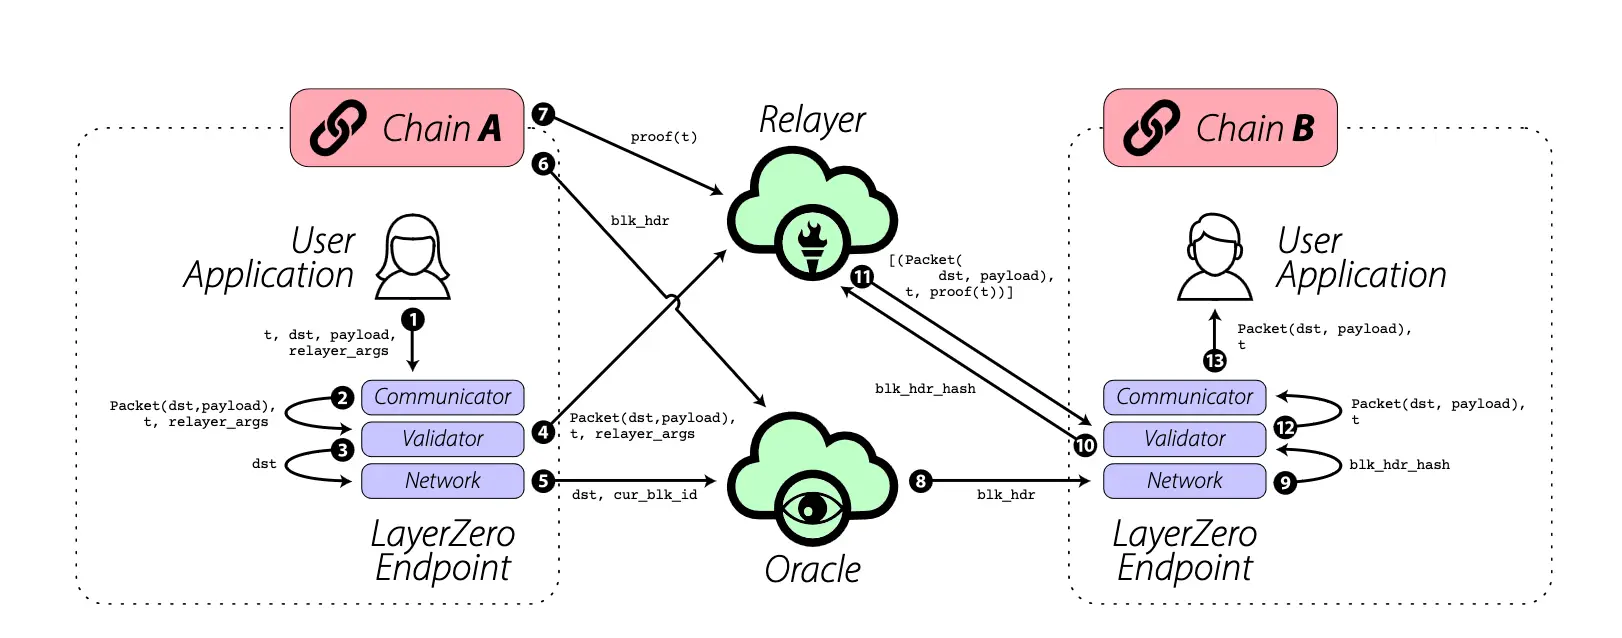 Chain A
7
proof(t)
6
blk_hdr
Relayer
Chain B
User
Application
1
t, dst, payload,
relayer_args
2
Packet(dst,payload),
t, relayer_args
3
dst
Communicator
Validator
Network
LayerZero
Endpoint
4
Packet(dst,payload),
t, relayer_args
5
dst, cur_blk_id
Oracle
11
[(Packet(
dst, payload),
t, proof(t))]
blk_hdr_hash
10
8
blk_hdr
User
Application
Packet(dst, payload),
t
13
Communicator
Validator
Network
12
Packet(dst, payload),
t
9
blk_hdr_hash
LayerZero
Endpoint